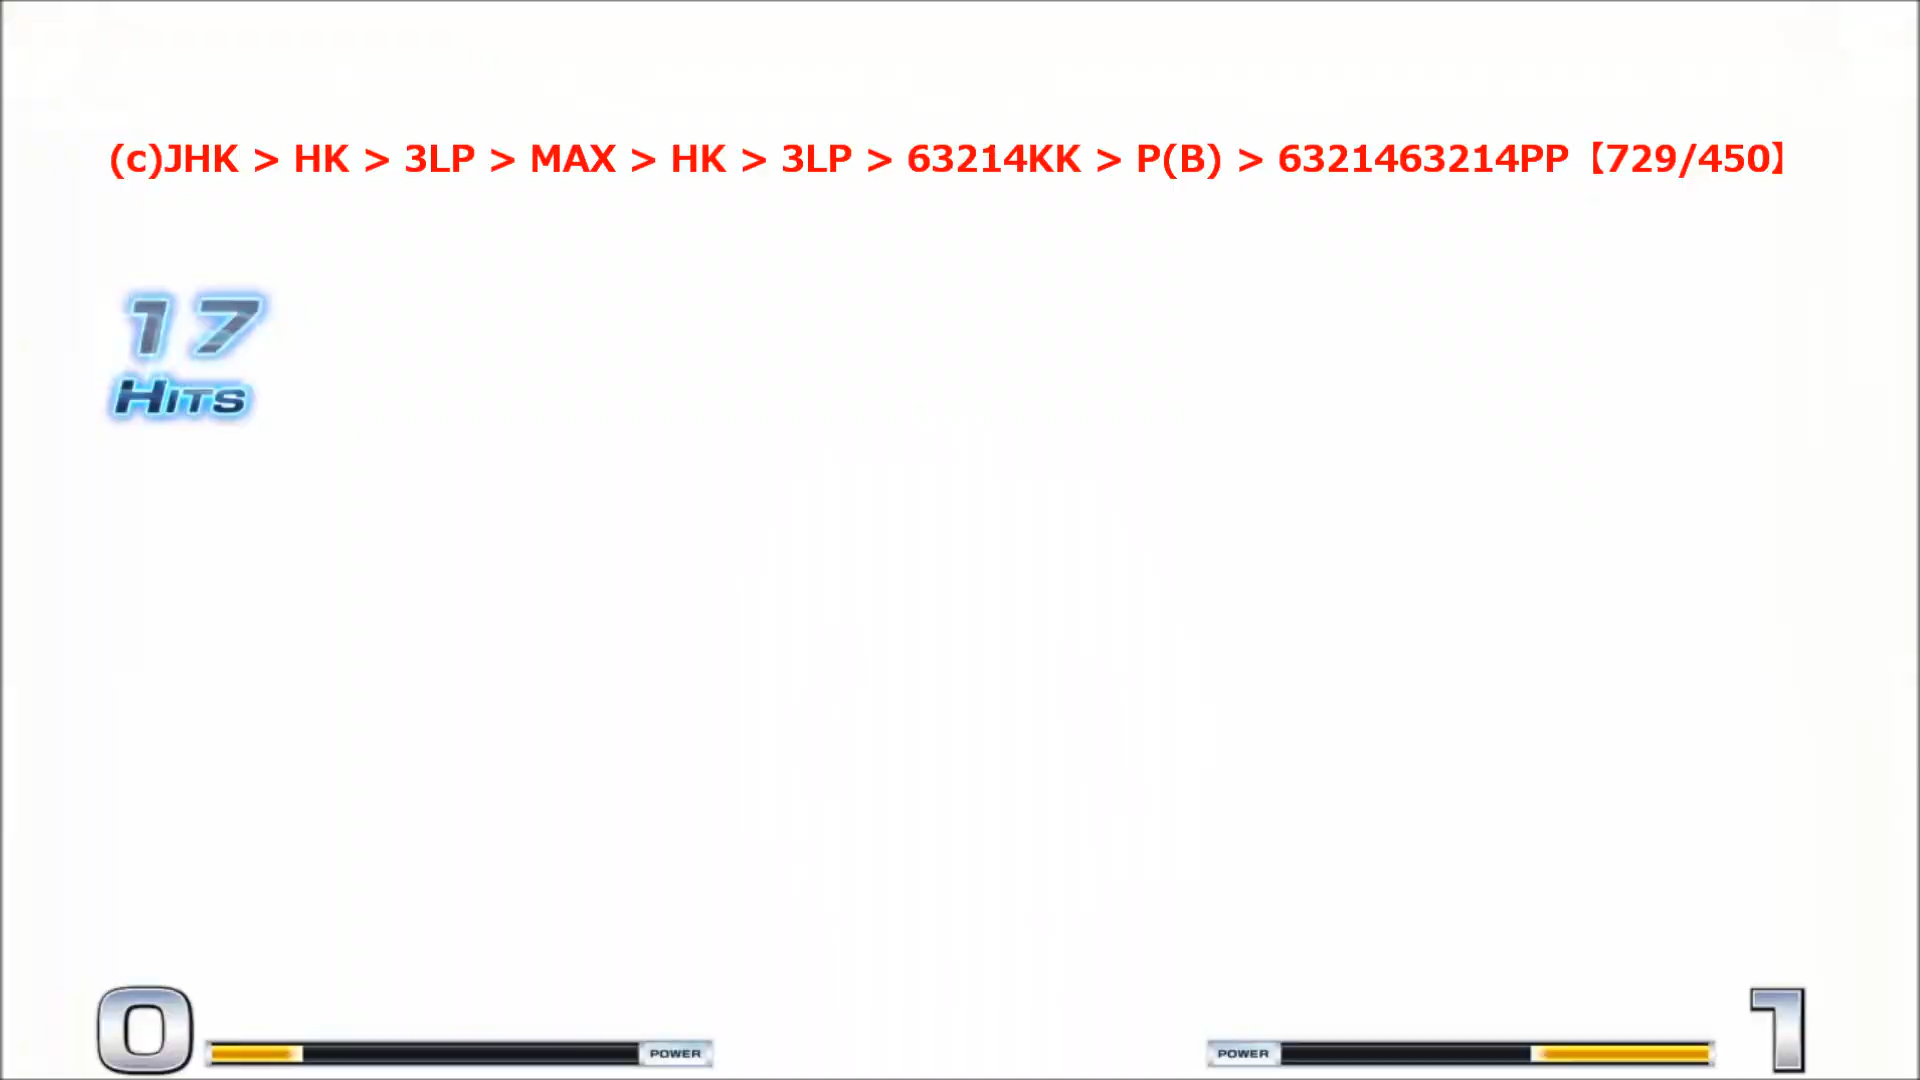 (c)JHK > HK > 3LP > MAX > HK > 3LP > 63214KK > P(B) > 6321463214PP【729/450】
17
HITS
0 POWER POWER 1